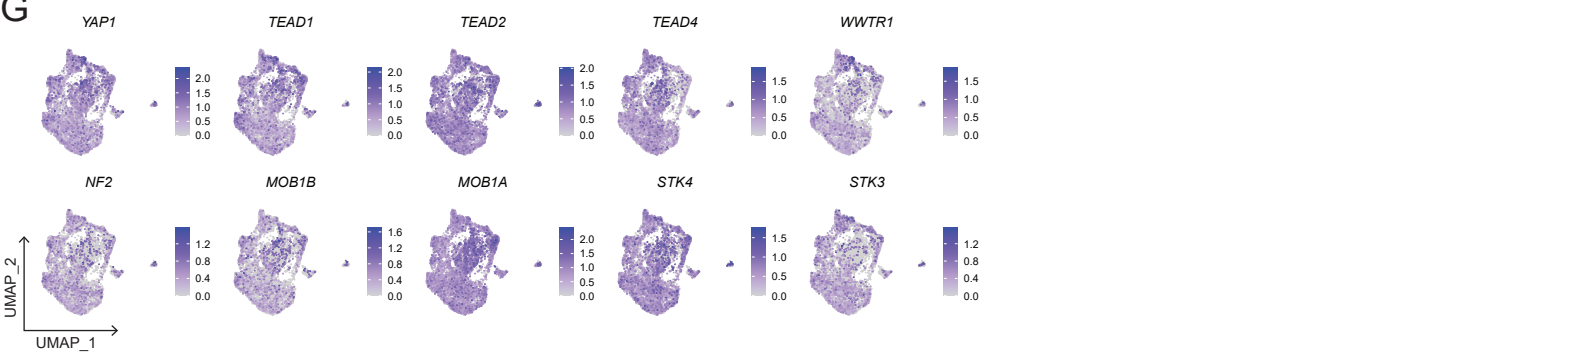 G
YAP1 TEAD1 TEAD2 TEAD4 WWTR1
2.0 1.5 1.0 0.5 0.0
2.0 1.5 1.0 0.5 0.0
2.0 1.5 1.0 0.5 0.0
1.5 1.0 0.5 0.0
1.5 1.0 0.5 0.0
NF2 MOB1B MOB1A STK4 STK3
1.2 0.8 0.4 0.0
1.6 1.2 0.8 0.4 0.0
2.0 1.5 1.0 0.5 0.0
1.5 1.0 0.5 0.0
1.2 0.8 0.4 0.0
UMAP_2
UMAP_1